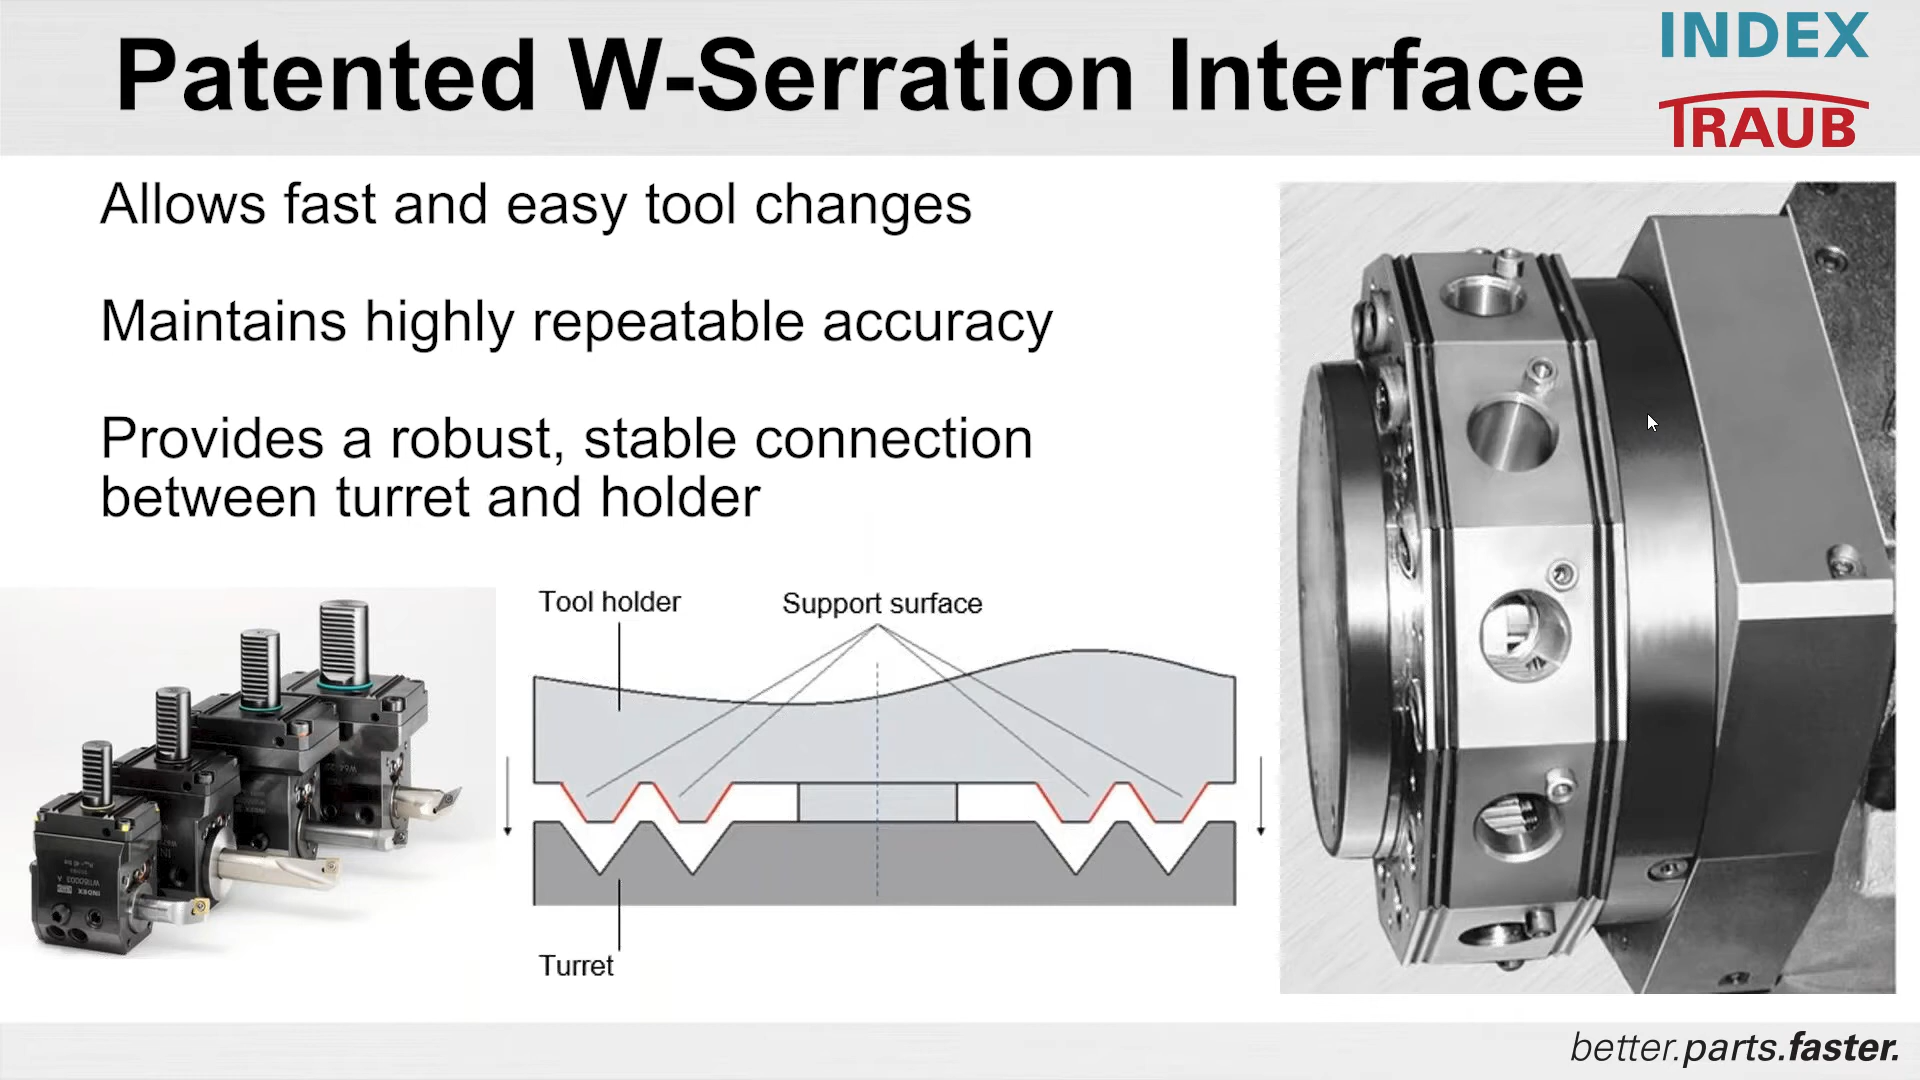 Patented W-Serration Interface
INDEX
TRAUB
Allows fast and easy tool changes
Maintains highly repeatable accuracy
Provides a robust, stable connection
between turret and holder
Tool holder
Support surface
Turret
INDEX
better.parts.faster.